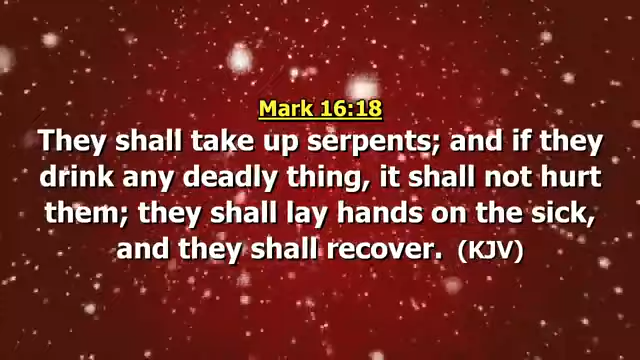 Mark 16:18
They shall take up serpents; and if they
drink any deadly thing, it shall not hurt
them; they shall lay hands on the sick,
and they shall recover. (KJV)